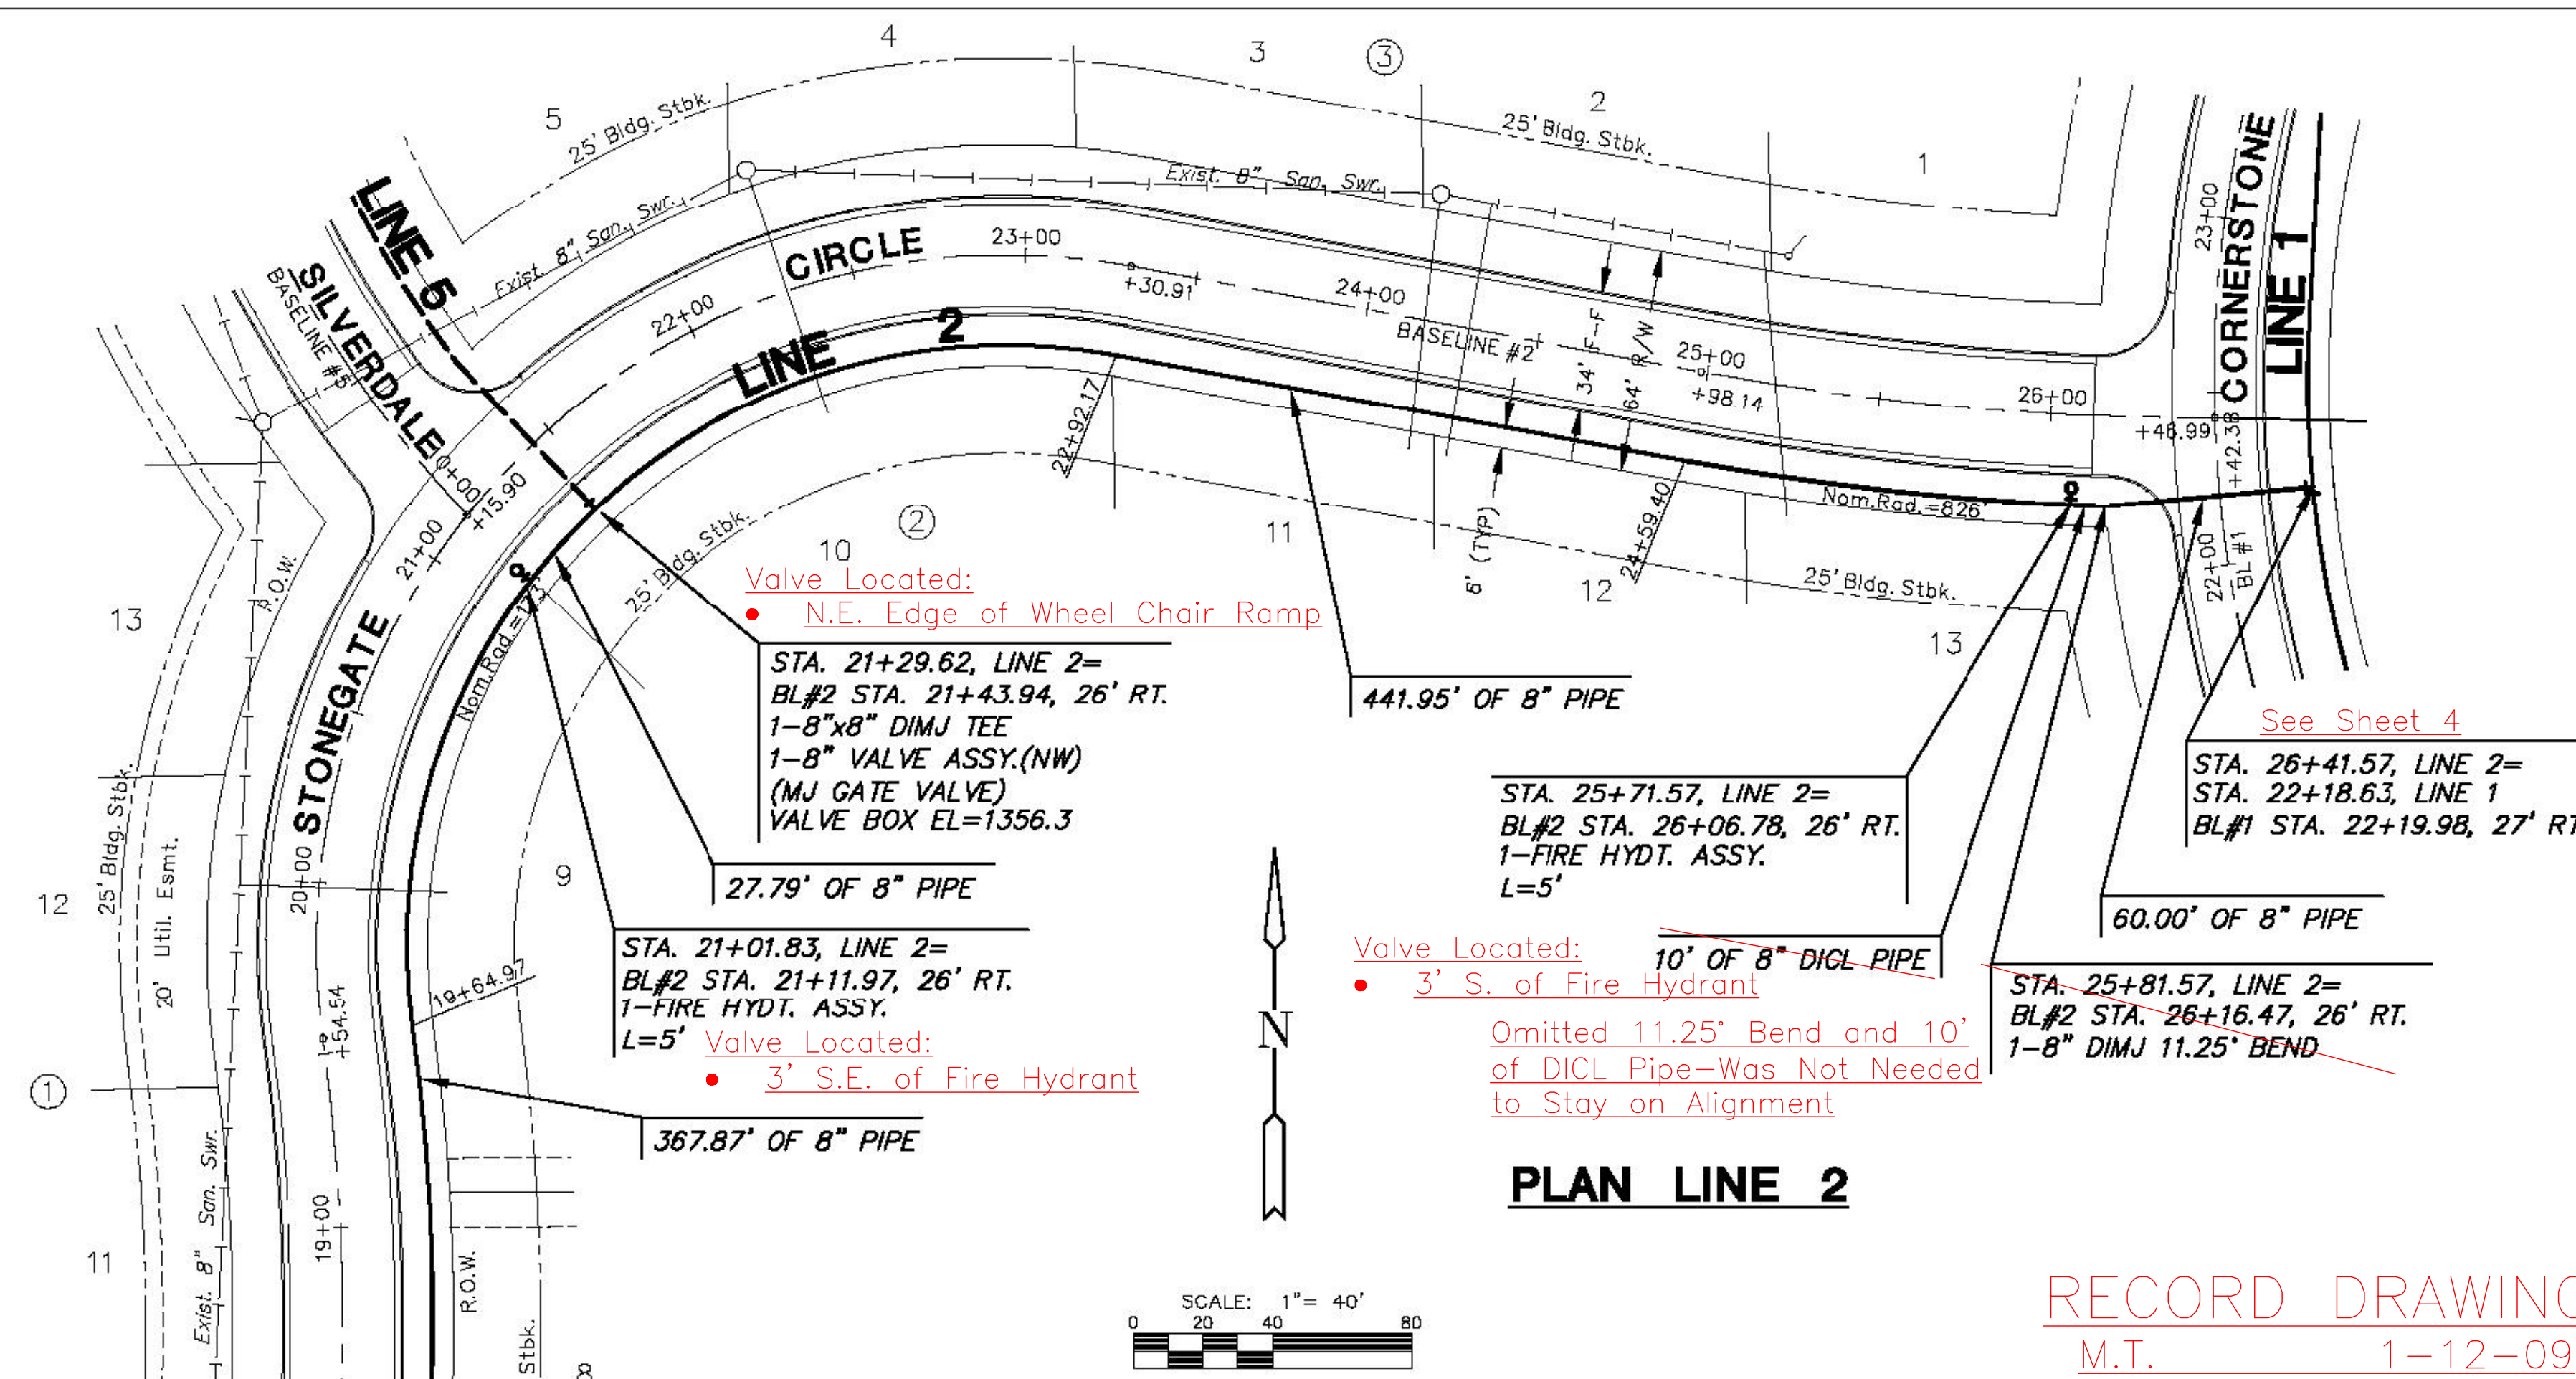 4
3
3
5
25' Bldg. Stbk.
2
25' Bldg. Stbk.
1
Exist. 8" San. Swr.
Exist. 8" San. Swr.
LINE 5
SILVERDALE
BASELINE #5
CIRCLE
23+00
22+00
+30.91
24+00
BASELINE #2
34' F-F
64' R/W
25+00
+98.14
26+00
+46.99
23+00
CORNERSTONE
LINE 1
LINE 2
0+00
+15.90
21+00
22+92.17
24+59.40
Nom.Rad.=826'
+42.38
22+00
BL #1
25' Bldg. Stbk.
2
10
11
6' (TYP)
12
25' Bldg. Stbk.
13
R.O.W.
13
Nom.Rad.=173'
Valve Located:
• N.E. Edge of Wheel Chair Ramp
STA. 21+29.62, LINE 2=
BL#2 STA. 21+43.94, 26' RT.
1-8"x8" DIMJ TEE
1-8" VALVE ASSY.(NW)
(MJ GATE VALVE)
VALVE BOX EL=1356.3
441.95' OF 8" PIPE
See Sheet 4
STA. 26+41.57, LINE 2=
STA. 22+18.63, LINE 1
BL#1 STA. 22+19.98, 27' RT
STA. 25+71.57, LINE 2=
BL#2 STA. 26+06.78, 26' RT.
1-FIRE HYDT. ASSY.
L=5'
STONEGATE
20+00
25' Bldg. Stbk.
20' Util. Esmt.
12
9
27.79' OF 8" PIPE
60.00' OF 8" PIPE
STA. 21+01.83, LINE 2=
BL#2 STA. 21+11.97, 26' RT.
1-FIRE HYDT. ASSY.
L=5'
Valve Located:
• 3' S.E. of Fire Hydrant
10' OF 8" DICL PIPE
Valve Located:
• 3' S. of Fire Hydrant
STA. 25+81.57, LINE 2=
BL#2 STA. 26+16.47, 26' RT.
1-8" DIMJ 11.25° BEND
Omitted 11.25° Bend and 10'
of DICL Pipe-Was Not Needed
to Stay on Alignment
19+64.97
+54.54
1
N
367.87' OF 8" PIPE
PLAN LINE 2
Exist. 8" San. Swr.
19+00
11
R.O.W.
Stbk.
8
SCALE: 1"= 40'
0 20 40 80
RECORD DRAWING
M.T. 1-12-09